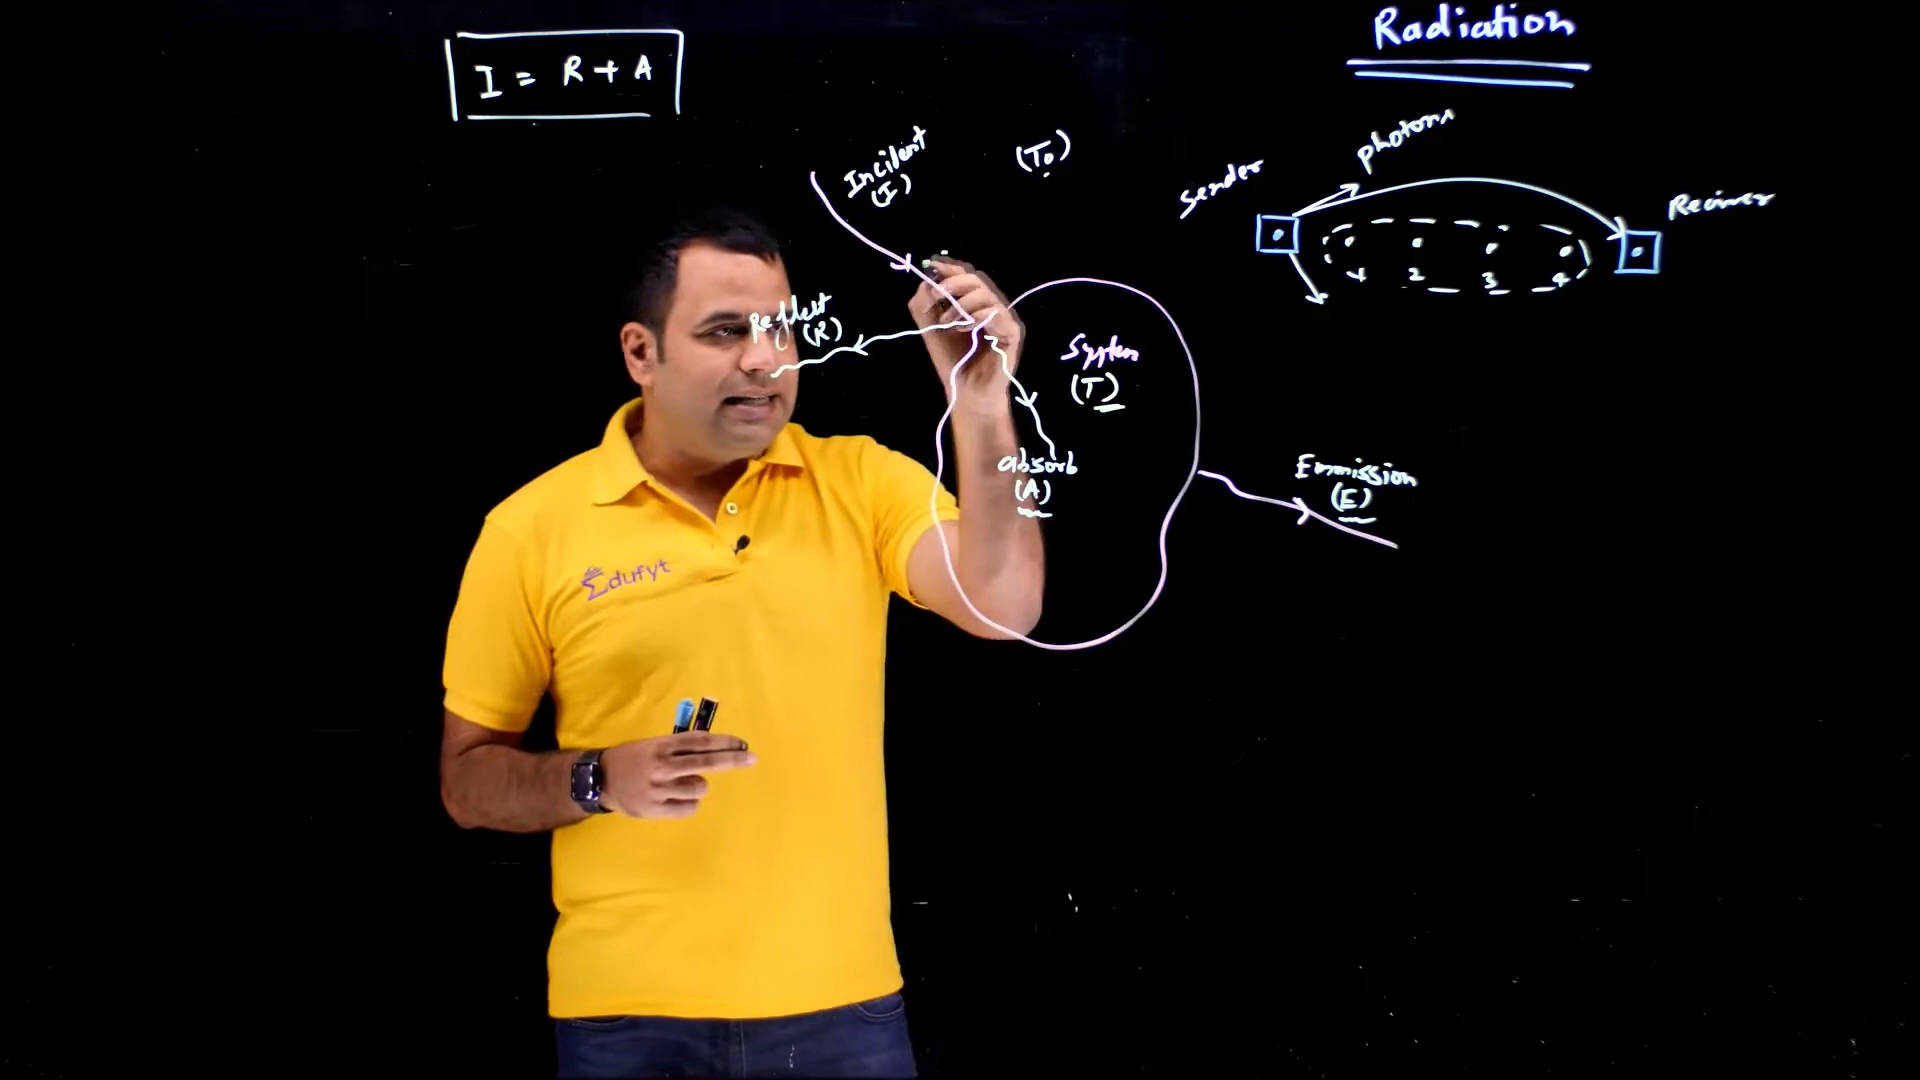 Radiation
I = R + A
Incident
(I)
(T₀)
photons
Sender
Reciver
1 2 3 4
Reflect
(R)
System
(T)
absorb
(A)
Emmission
(E)
Edufyt